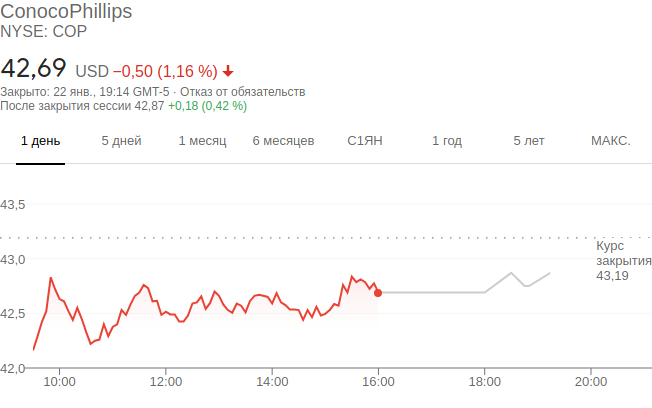 ConocoPhillips
NYSE: COP
42,69 USD −0,50 (1,16 %)
Закрыто: 22 янв., 19:14 GMT-5 · Отказ от обязательств
После закрытия сессии 42,87 +0,18 (0,42 %)
1 день 5 дней 1 месяц 6 месяцев С1ЯН 1 год 5 лет МАКС.
43,5
Курс
закрытия
43,19
43,0
42,5
42,0
10:00 12:00 14:00 16:00 18:00 20:00